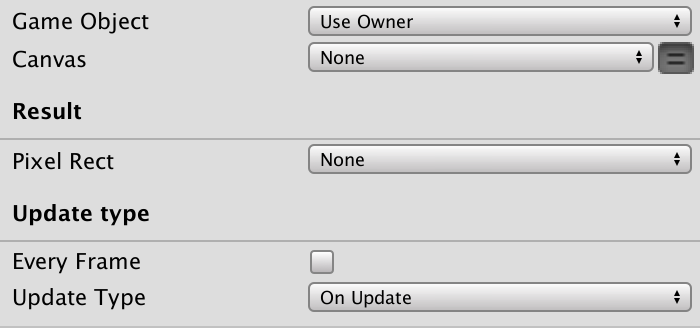 Game Object Use Owner
Canvas None
Result
Pixel Rect None
Update type
Every Frame
Update Type On Update